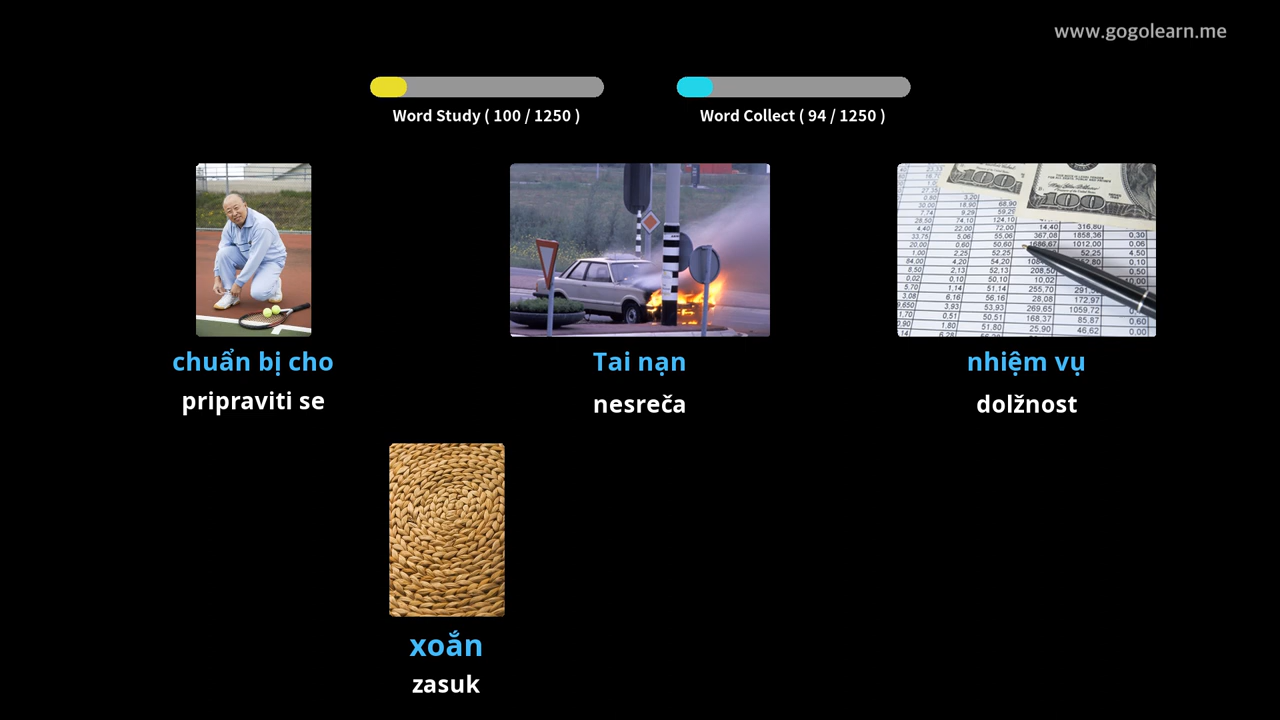 www.gogolearn.me
Word Study ( 100 / 1250 )
Word Collect ( 94 / 1250 )
chuẩn bị cho
pripraviti se
Tai nạn
nesreča
nhiệm vụ
dolžnost
xoắn
zasuk